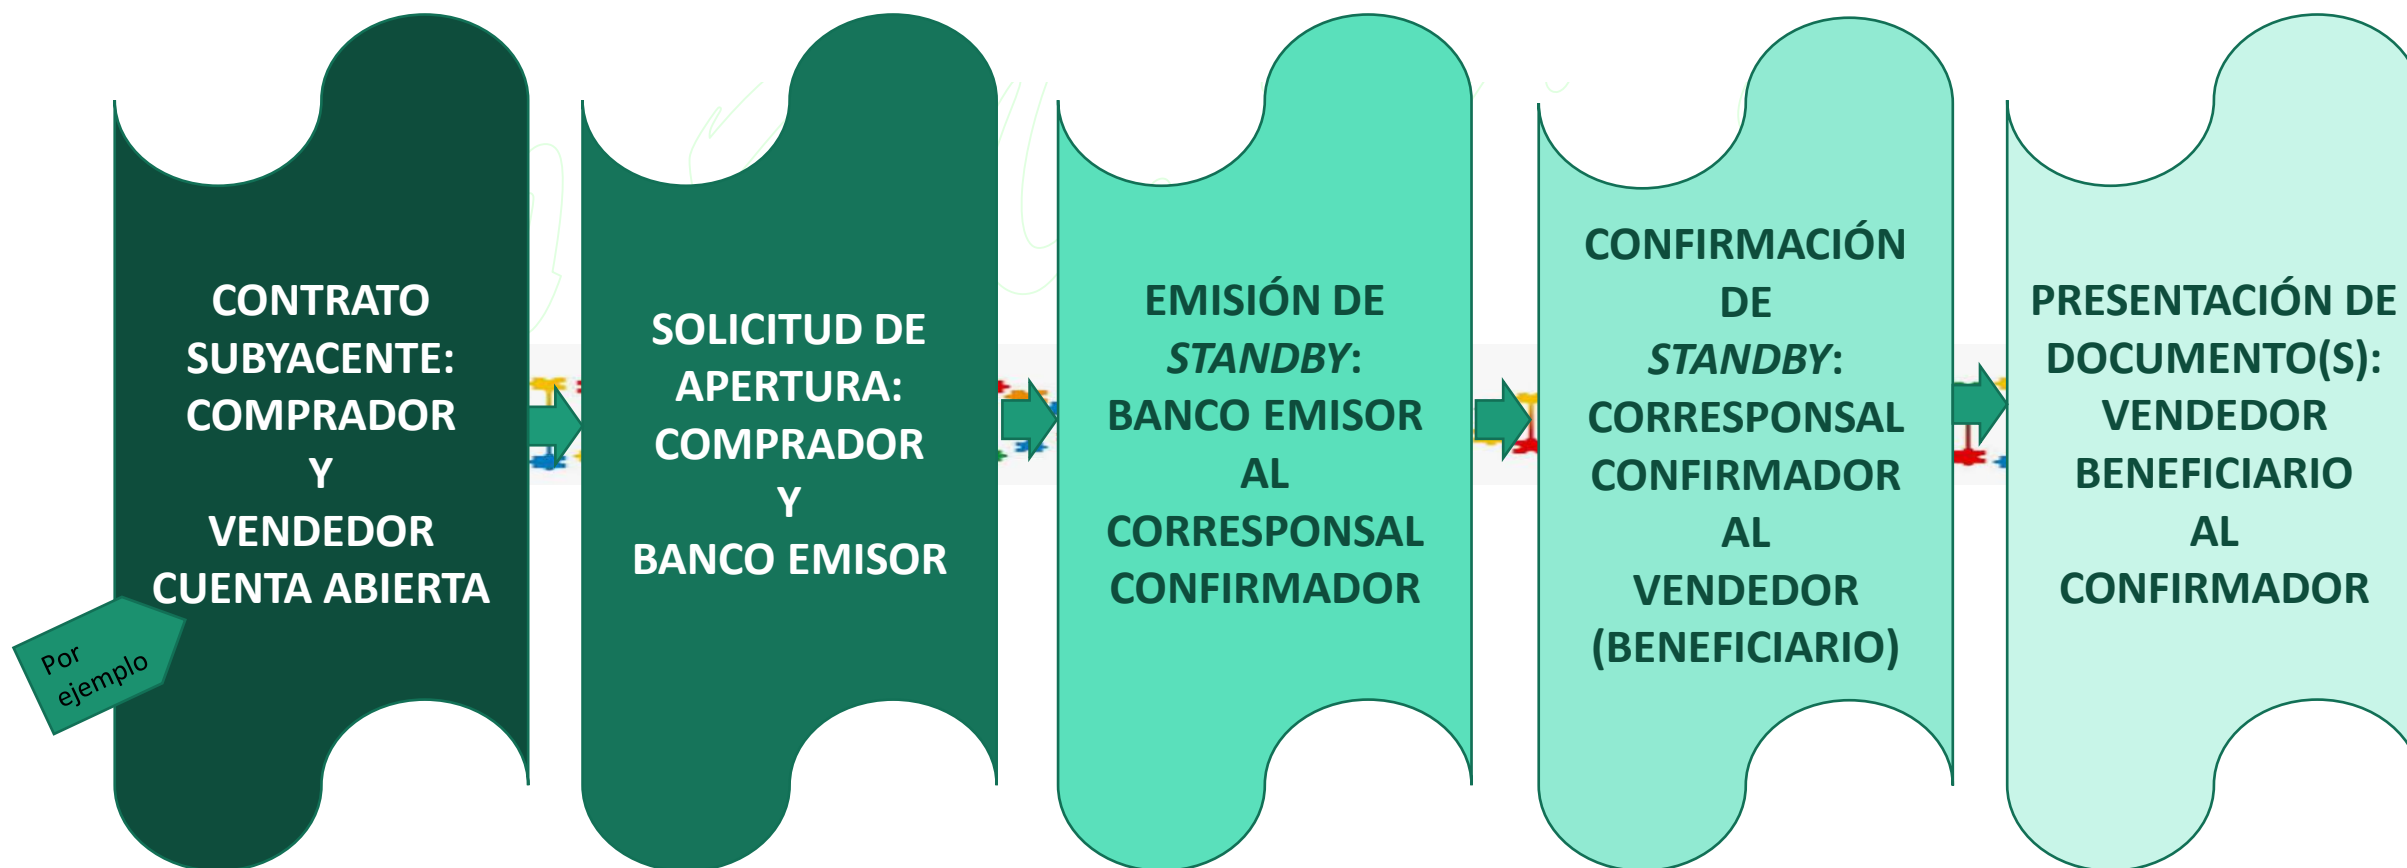 CONTRATO
SUBYACENTE:
COMPRADOR
Y
VENDEDOR
CUENTA ABIERTA
Por
ejemplo
SOLICITUD DE
APERTURA:
COMPRADOR
Y
BANCO EMISOR
EMISIÓN DE
STANDBY:
BANCO EMISOR
AL
CORRESPONSAL
CONFIRMADOR
CONFIRMACIÓN
DE
STANDBY:
CORRESPONSAL
CONFIRMADOR
AL
VENDEDOR
(BENEFICIARIO)
PRESENTACIÓN DE
DOCUMENTO(S):
VENDEDOR
BENEFICIARIO
AL
CONFIRMADOR